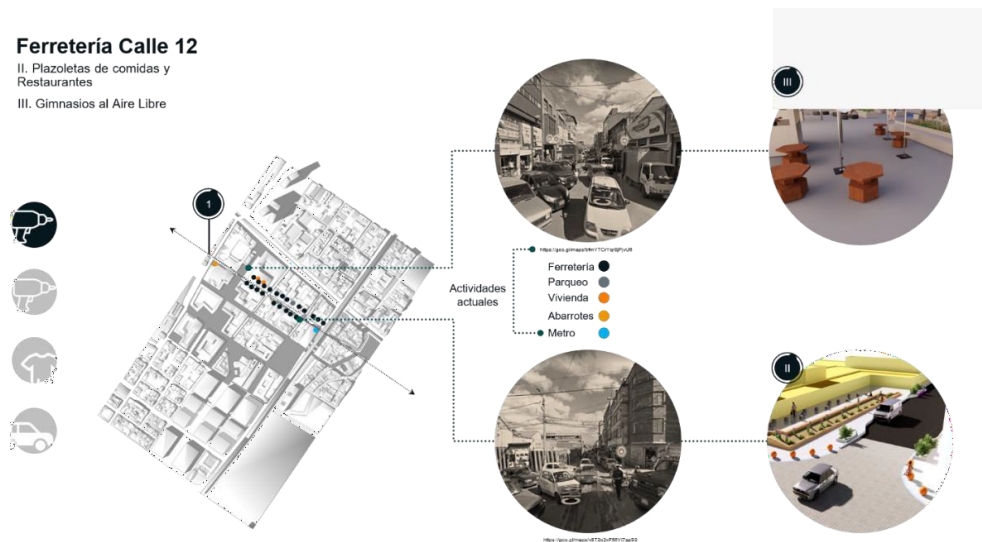 Ferretería Calle 12
II. Plazoletas de comidas y
Restaurantes
III. Gimnasios al Aire Libre
III
1
Actividades
actuales
Ferretería
Parqueo
Vivienda
Abarrotes
Metro
II